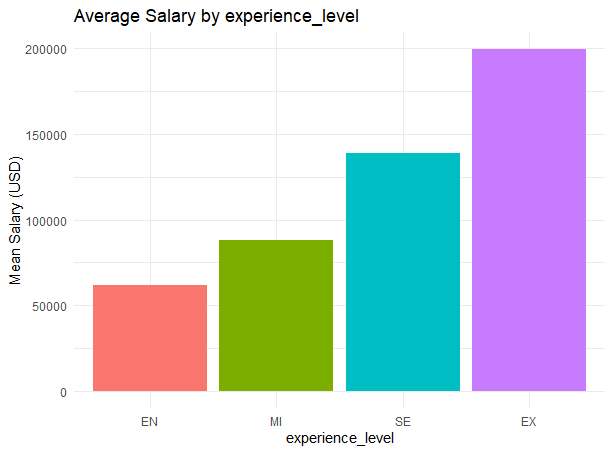 Average Salary by experience_level
Mean Salary (USD)
200000
150000
100000
50000
0
EN MI SE EX
experience_level